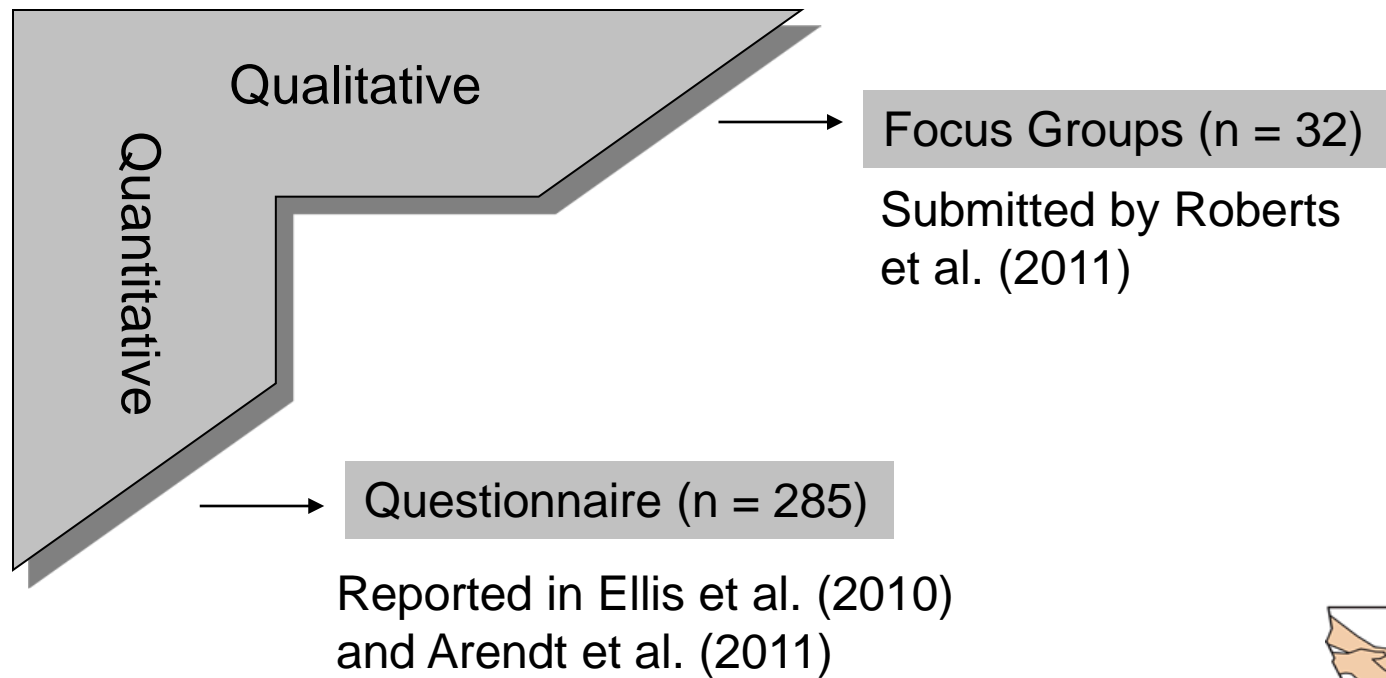 Qualitative
Quantitative
Focus Groups (n = 32)
Submitted by Roberts
et al. (2011)
Questionnaire (n = 285)
Reported in Ellis et al. (2010)
and Arendt et al. (2011)